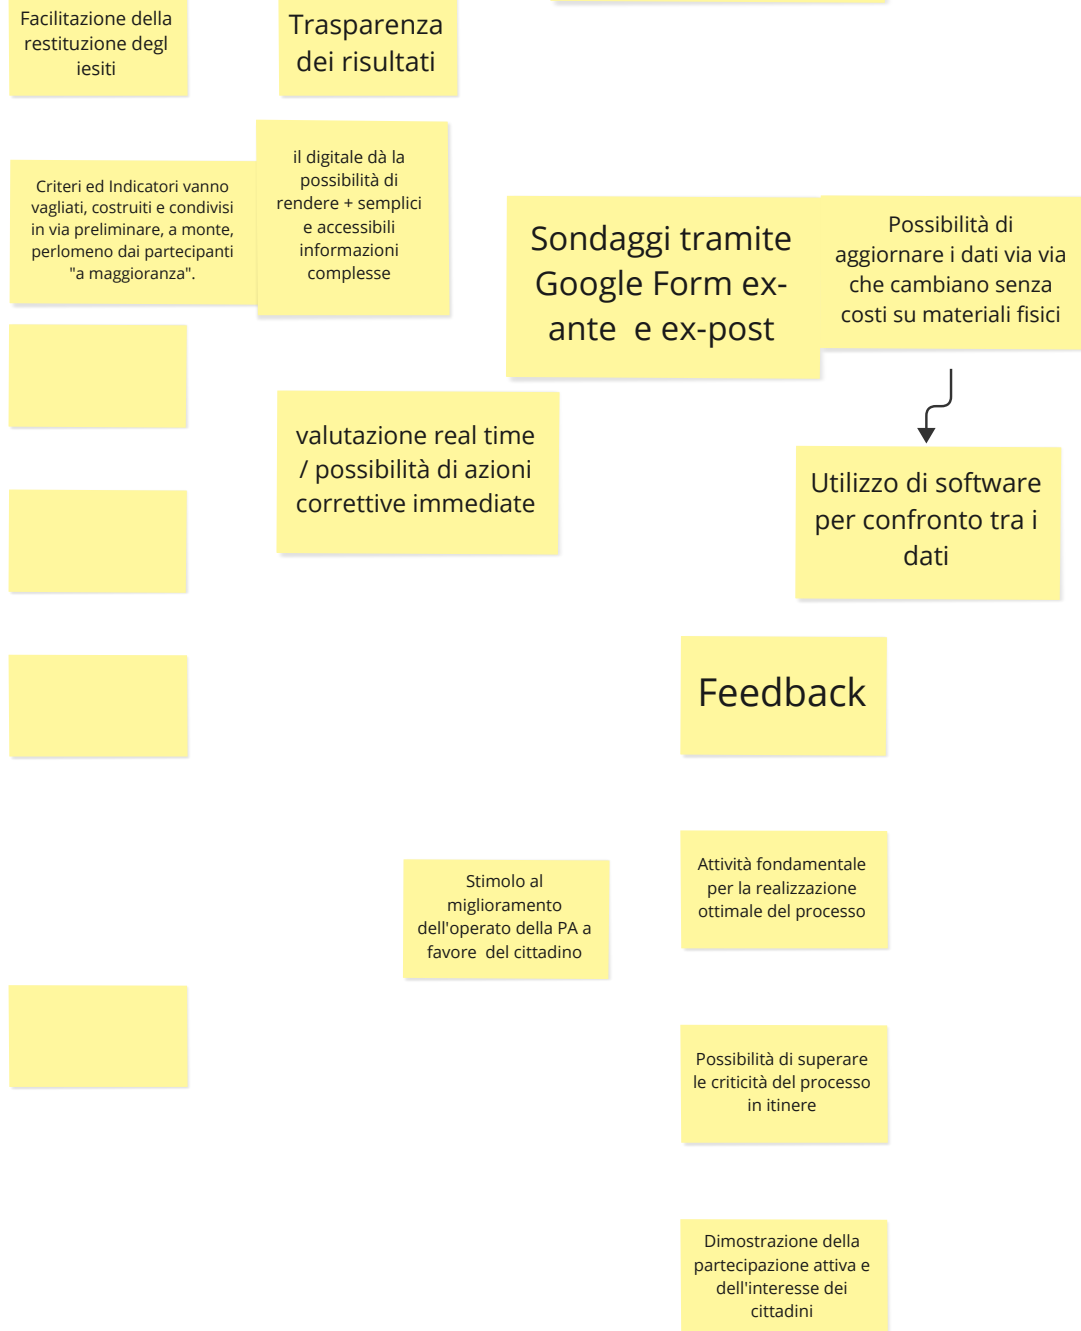 Facilitazione della
restituzione degl
iesiti
Trasparenza
dei risultati
Criteri ed Indicatori vanno
vagliati, costruiti e condivisi
in via preliminare, a monte,
perlomeno dai partecipanti
"a maggioranza".
il digitale dà la
possibilità di
rendere + semplici
e accessibili
informazioni
complesse
Sondaggi tramite
Google Form ex-
ante e ex-post
Possibilità di
aggiornare i dati via via
che cambiano senza
costi su materiali fisici
valutazione real time
/ possibilità di azioni
correttive immediate
Utilizzo di software
per confronto tra i
dati
Feedback
Stimolo al
miglioramento
dell'operato della PA a
favore del cittadino
Attività fondamentale
per la realizzazione
ottimale del processo
Possibilità di superare
le criticità del processo
in itinere
Dimostrazione della
partecipazione attiva e
dell'interesse dei
cittadini